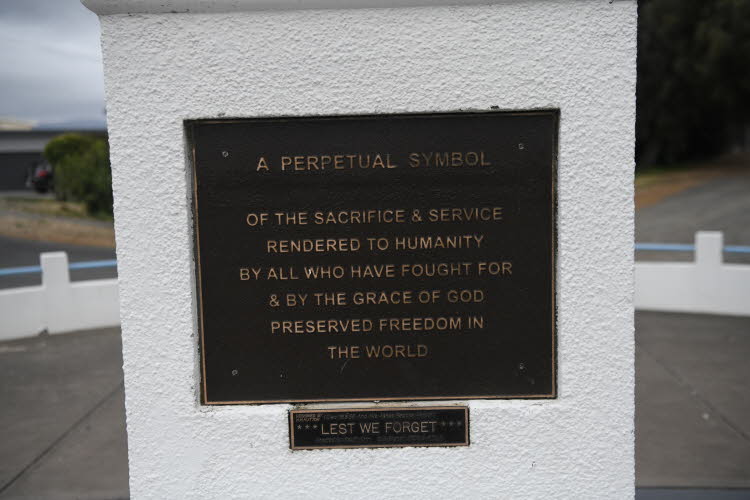 A PERPETUAL SYMBOL
OF THE SACRIFICE & SERVICE
RENDERED TO HUMANITY
BY ALL WHO HAVE FOUGHT FOR
& BY THE GRACE OF GOD
PRESERVED FREEDOM IN
THE WORLD
*** LEST WE FORGET ***